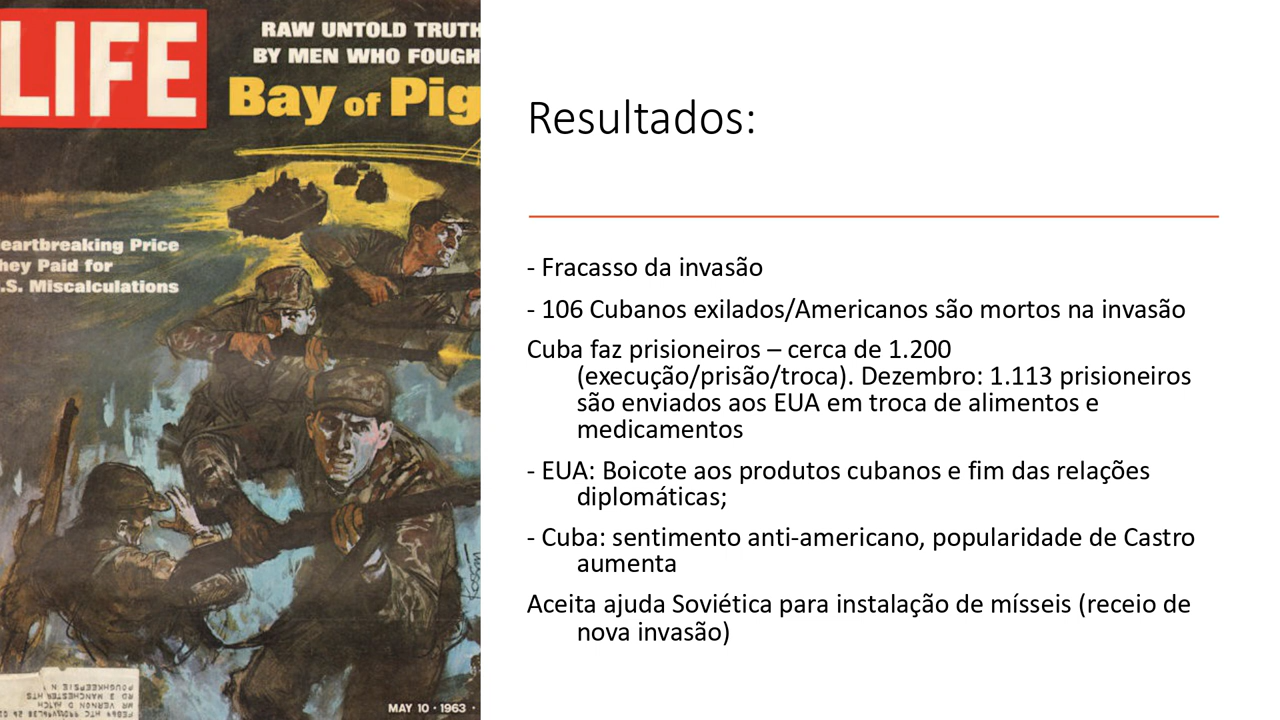 LIFE
RAW UNTOLD TRUTH
BY MEN WHO FOUGH
Bay of Pig
eartbreaking Price
hey Paid for
.S. Miscalculations
MAY 10 · 1963 ·
Resultados:
- Fracasso da invasão
- 106 Cubanos exilados/Americanos são mortos na invasão
Cuba faz prisioneiros – cerca de 1.200
(execução/prisão/troca). Dezembro: 1.113 prisioneiros
são enviados aos EUA em troca de alimentos e
medicamentos
- EUA: Boicote aos produtos cubanos e fim das relações
diplomáticas;
- Cuba: sentimento anti-americano, popularidade de Castro
aumenta
Aceita ajuda Soviética para instalação de mísseis (receio de
nova invasão)